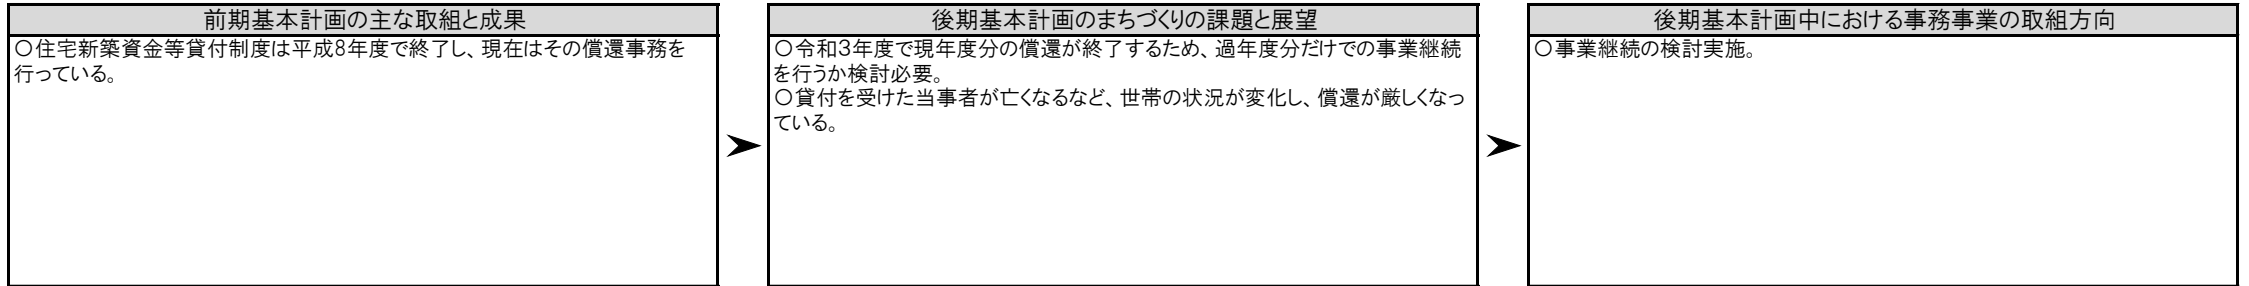 前期基本計画の主な取組と成果
〇住宅新築資金等貸付制度は平成8年度で終了し、現在はその償還事務を
行っている。
後期基本計画のまちづくりの課題と展望
〇令和3年度で現年度分の償還が終了するため、過年度分だけでの事業継続
を行うか検討必要。
〇貸付を受けた当事者が亡くなるなど、世帯の状況が変化し、償還が厳しくなっ
ている。
後期基本計画中における事務事業の取組方向
〇事業継続の検討実施。